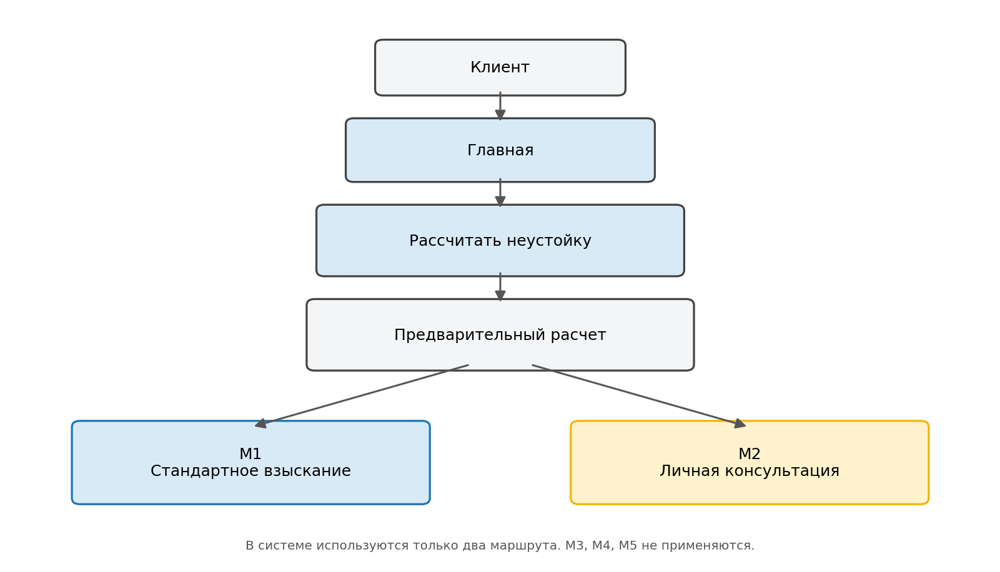 Клиент
Главная
Рассчитать неустойку
Предварительный расчет
М1
Стандартное взыскание
М2
Личная консультация
В системе используются только два маршрута. М3, М4, М5 не применяются.